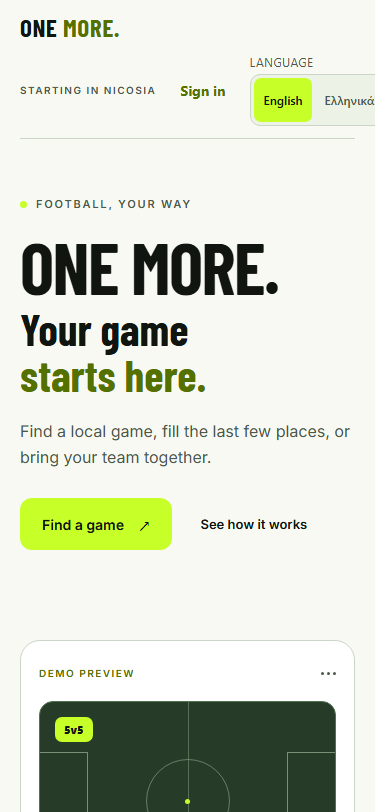 ONE MORE.
LANGUAGE
STARTING IN NICOSIA
Sign in
English
Ελληνικά
FOOTBALL, YOUR WAY
ONE MORE.
Your game
starts here.
Find a local game, fill the last few places, or
bring your team together.
Find a game ↗
See how it works
DEMO PREVIEW
5v5